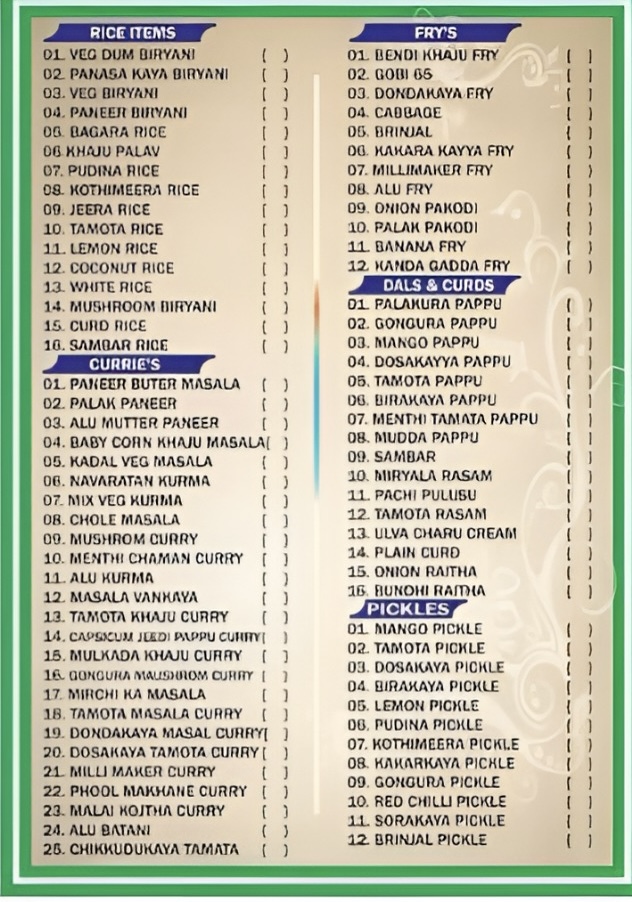 RICE ITEMS
01. VEG DUM BIRYANI ( )
02. PANASA KAYA BIRYANI ( )
03. VEG BIRYANI ( )
04. PANEER BIRYANI ( )
05. BAGARA RICE ( )
06 KHAJU PALAV ( )
07. PUDINA RICE ( )
08. KOTHIMEERA RICE ( )
09. JEERA RICE ( )
10. TAMOTA RICE ( )
11. LEMON RICE ( )
12. COCONUT RICE ( )
13. WHITE RICE ( )
14. MUSHROOM BIRYANI ( )
15. CURD RICE ( )
16. SAMBAR RICE ( )
CURRIE'S
01. PANEER BUTER MASALA ( )
02. PALAK PANEER ( )
03. ALU MUTTER PANEER ( )
04. BABY CORN KHAJU MASALA( )
05. KADAL VEG MASALA ( )
06. NAVARATAN KURMA ( )
07. MIX VEG KURMA ( )
08. CHOLE MASALA ( )
09. MUSHROM CURRY ( )
10. MENTHI CHAMAN CURRY ( )
11. ALU KURMA ( )
12. MASALA VANKAYA ( )
13. TAMOTA KHAJU CURRY ( )
14. CAPSICUM JEEDI PAPPU CURRY( )
15. MULKADA KHAJU CURRY ( )
16. GONGURA MAUSHROM CURRY ( )
17. MIRCHI KA MASALA ( )
18. TAMOTA MASALA CURRY ( )
19. DONDAKAYA MASAL CURRY( )
20. DOSAKAYA TAMOTA CURRY ( )
21. MILLI MAKER CURRY ( )
22. PHOOL MAKHANE CURRY ( )
23. MALAI KOJTHA CURRY ( )
24. ALU BATANI ( )
25. CHIKKUDUKAYA TAMATA ( )
FRY'S
01. BENDI KHAJU FRY ( )
02. GOBI 65 ( )
03. DONDAKAYA FRY ( )
04. CABBAGE ( )
05. BRINJAL ( )
06. KAKARA KAYYA FRY ( )
07. MILLIMAKER FRY ( )
08. ALU FRY ( )
09. ONION PAKODI ( )
10. PALAK PAKODI ( )
11. BANANA FRY ( )
12. KANDA GADDA FRY ( )
DALS & CURDS
01. PALAKURA PAPPU ( )
02. GONGURA PAPPU ( )
03. MANGO PAPPU ( )
04. DOSAKAYYA PAPPU ( )
05. TAMOTA PAPPU ( )
06. BIRAKAYA PAPPU ( )
07. MENTHI TAMATA PAPPU ( )
08. MUDDA PAPPU ( )
09. SAMBAR ( )
10. MIRYALA RASAM ( )
11. PACHI PULUSU ( )
12. TAMOTA RASAM ( )
13. ULVA CHARU CREAM ( )
14. PLAIN CURD ( )
15. ONION RAITHA ( )
16. BUNDHI RAITHA ( )
PICKLES
01. MANGO PICKLE ( )
02. TAMOTA PICKLE ( )
03. DOSAKAYA PICKLE ( )
04. BIRAKAYA PICKLE ( )
05. LEMON PICKLE ( )
06. PUDINA PICKLE ( )
07. KOTHIMEERA PICKLE ( )
08. KAKARKAYA PICKLE ( )
09. GONGURA PICKLE ( )
10. RED CHILLI PICKLE ( )
11. SORAKAYA PICKLE ( )
12. BRINJAL PICKLE ( )